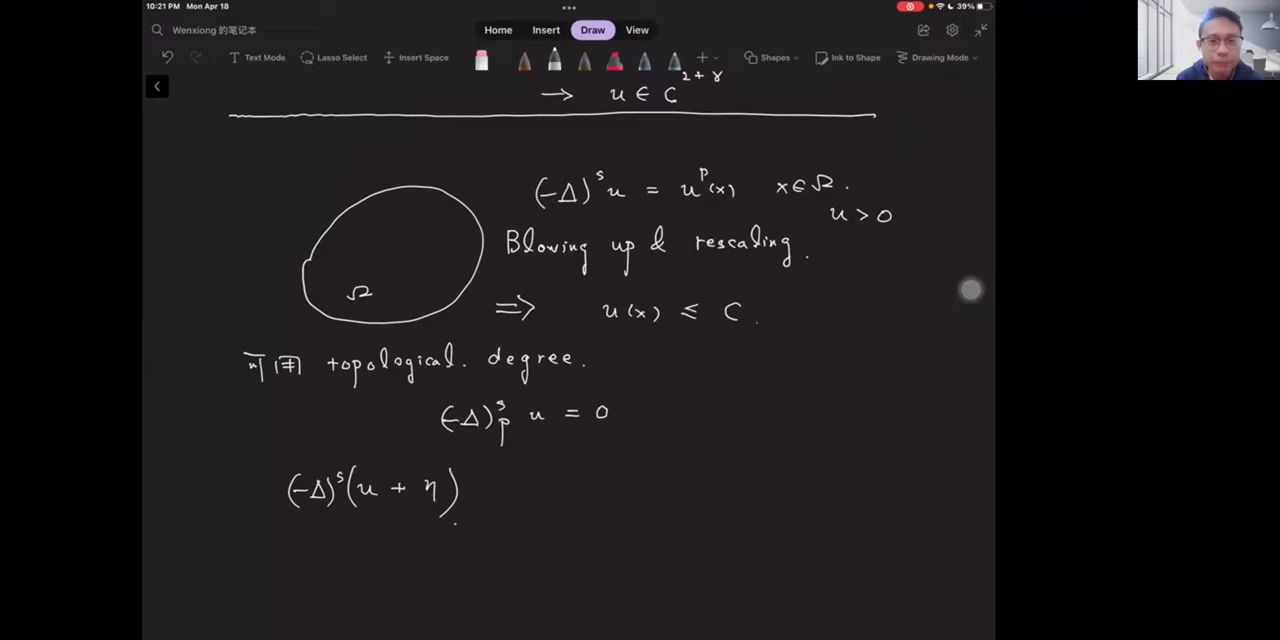 10:21 PM Mon Apr 18
39%
Wenxiong 的笔记本
Home Insert Draw View
Text Mode Lasso Select Insert Space Shapes Ink to Shape Drawing Mode
→ u ∈ C^{2+γ}
(-Δ)^s u = u^p(x) x∈Ω.
u > 0
Blowing up & rescaling.
Ω
⇒ u(x) ≤ C.
可用 topological. degree.
(-Δ)_p^s u = 0
(-Δ)^s(u + η)